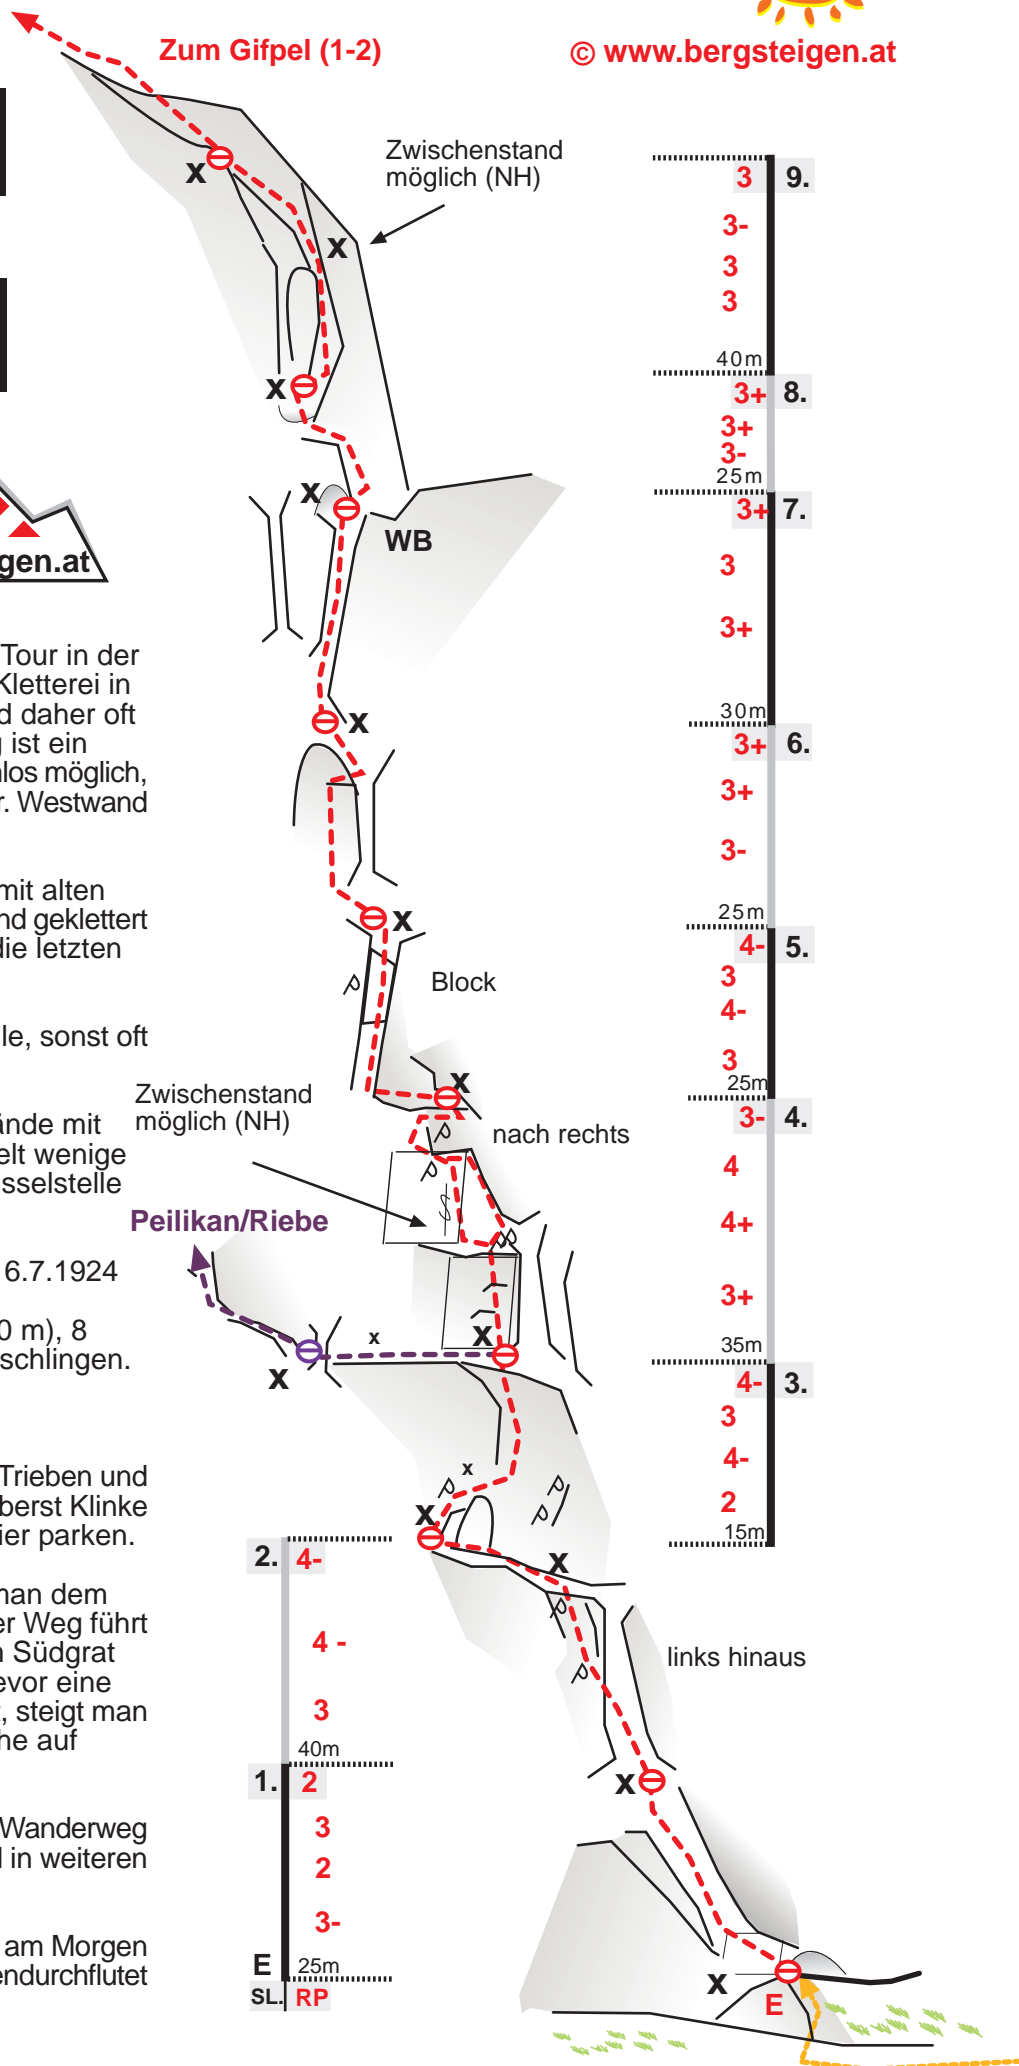 Zum Gifpel (1-2)
© www.bergsteigen.at
Zwischenstand
möglich (NH)
X
X
X
X
WB
X
X
Block
X
Zwischenstand
möglich (NH)
nach rechts
Peilikan/Riebe
x
X
X
x
X
X
links hinaus
X
X
E
3 9.
3-
3
3
40m
3+ 8.
3+
3-
25m
3+ 7.
3
3+
30m
3+ 6.
3+
3-
25m
4- 5.
3
4-
3
25m
3- 4.
4
4+
3+
35m
4- 3.
3
4-
2
15m
2. 4-
4 -
3
40m
1. 2
3
2
3-
E 25m
SL. RP
gen.at
Tour in der
Kletterei in
d daher oft
g ist ein
nlos möglich,
r. Westwand
mit alten
nd geklettert
die letzten
le, sonst oft
ände mit
elt wenige
sselstelle
6.7.1924
0 m), 8
schlingen.
Trieben und
berst Klinke
ier parken.
man dem
er Weg führt
n Südgrat
evor eine
, steigt man
he auf
Wanderweg
l in weiteren
am Morgen
endurchflutet